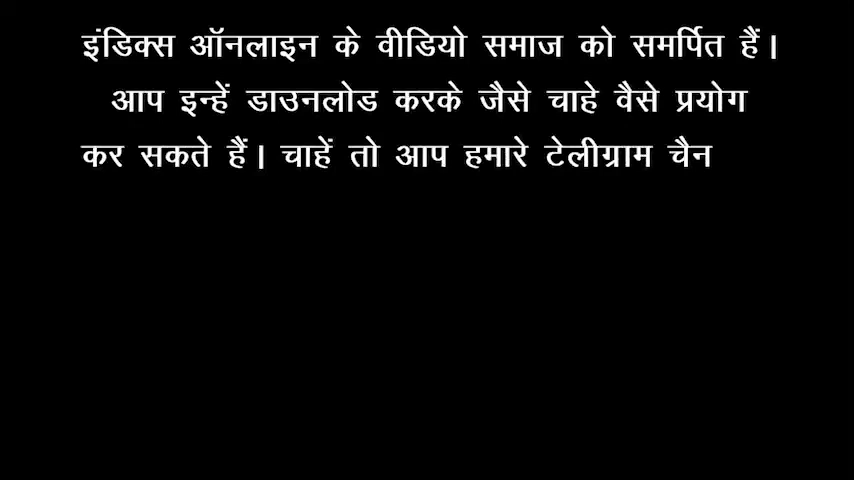 इंडिक्स ऑनलाइन के वीडियो समाज को समर्पित हैं।
आप इन्हें डाउनलोड करके जैसे चाहे वैसे प्रयोग
कर सकते हैं। चाहें तो आप हमारे टेलीग्राम चैन